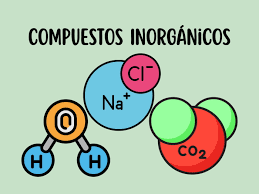 COMPUESTOS INORGÁNICOS
Cl⁻
Na⁺
O
H H
CO₂